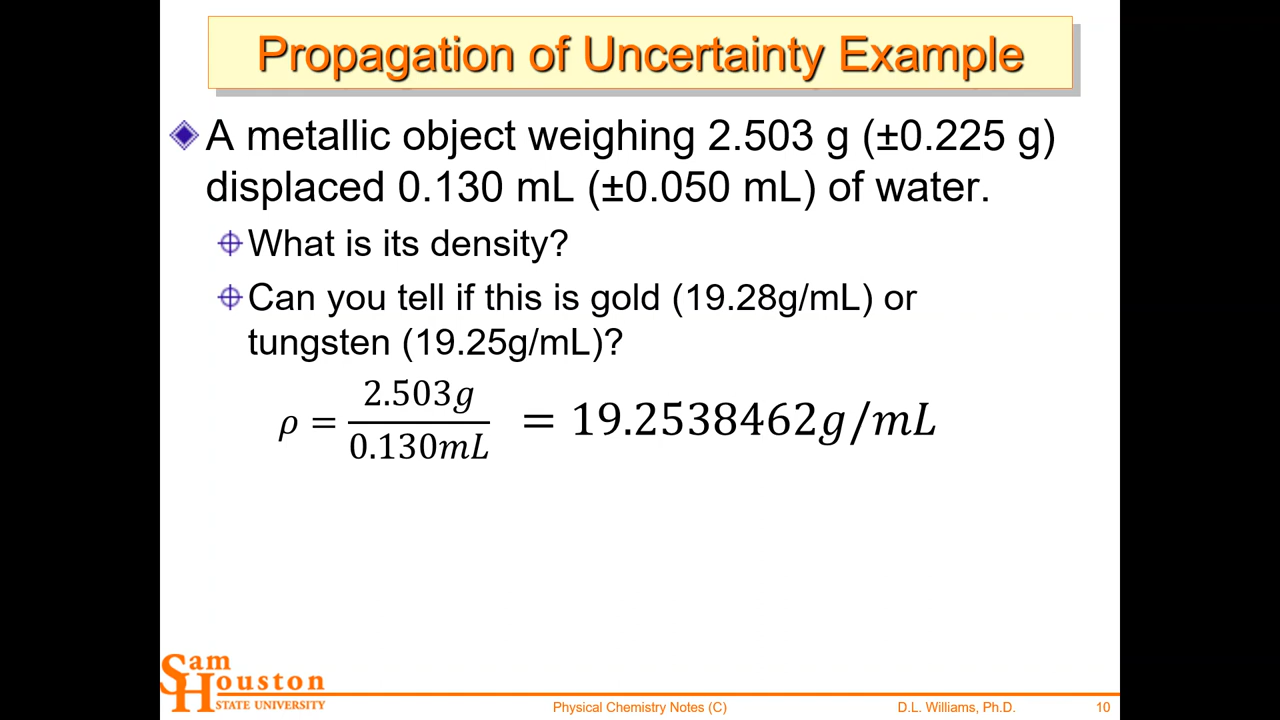 Propagation of Uncertainty Example
A metallic object weighing 2.503 g (±0.225 g)
displaced 0.130 mL (±0.050 mL) of water.
What is its density?
Can you tell if this is gold (19.28g/mL) or
tungsten (19.25g/mL)?
ρ = 2.503g / 0.130mL = 19.2538462g/mL
Sam
Houston
STATE UNIVERSITY
Physical Chemistry Notes (C) D.L. Williams, Ph.D. 10